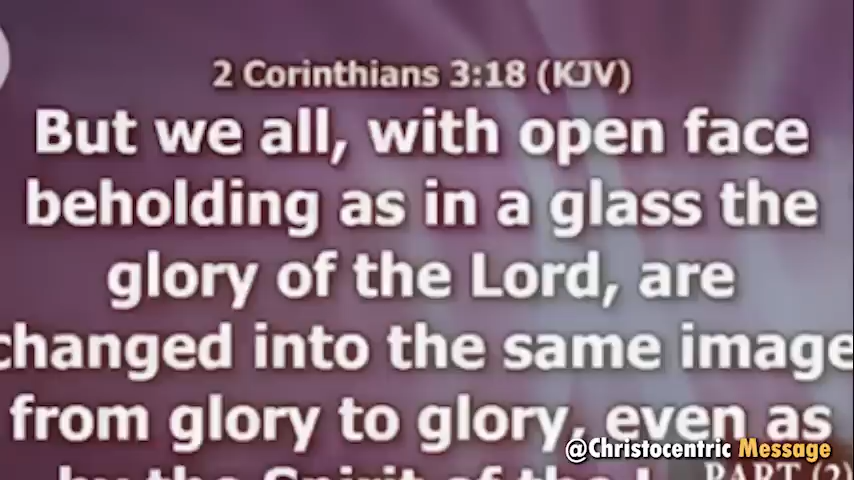 2 Corinthians 3:18 (KJV)
But we all, with open face
beholding as in a glass the
glory of the Lord, are
changed into the same image
from glory to glory, even as
@Christocentric Message
by the Spirit of the L
PART (2)